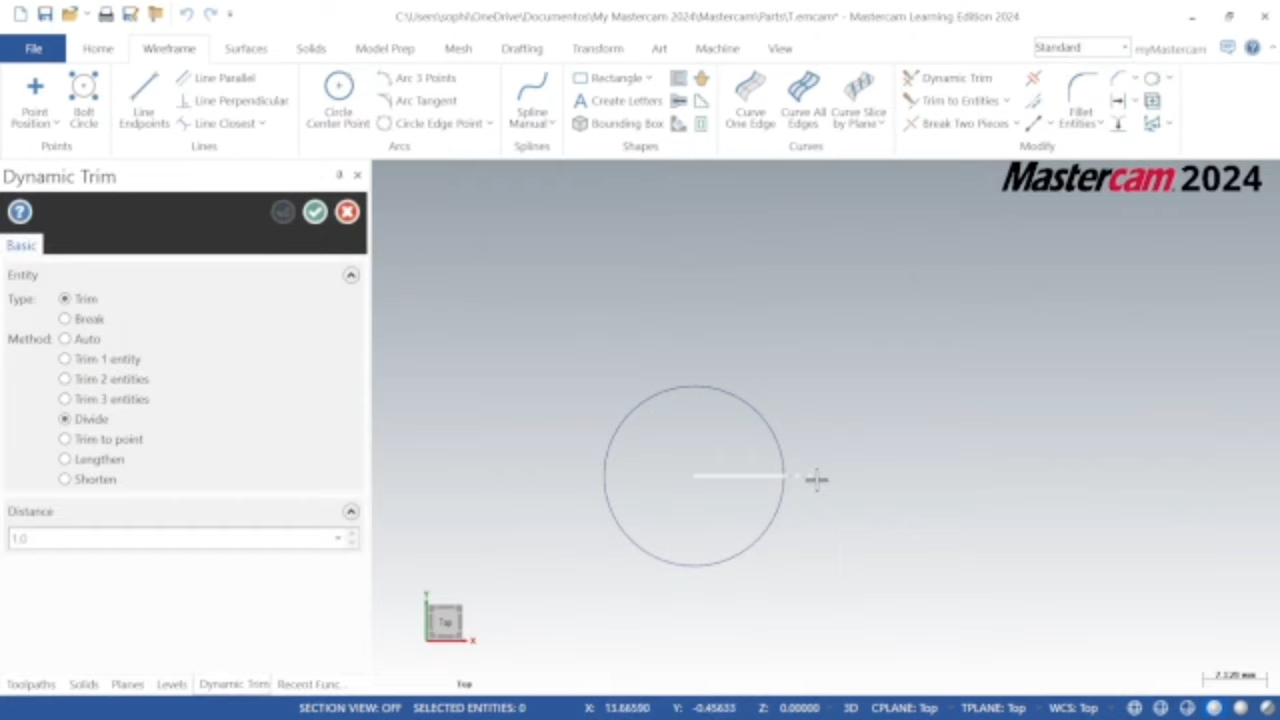 C:\Users\sophi\OneDrive\Documentos\My Mastercam 2024\Mastercam\Parts\T.emcam* - Mastercam Learning Edition 2024
File Home Wireframe Surfaces Solids Model Prep Mesh Drafting Transform Art Machine View Standard myMastercam
Point Position
Bolt Circle
Points
Line Endpoints
Line Parallel
Line Perpendicular
Line Closest
Lines
Circle Center Point
Arc 3 Points
Arc Tangent
Circle Edge Point
Arcs
Spline Manual
Splines
Rectangle
Create Letters
Bounding Box
Shapes
Curve One Edge
Curve All Edges
Curve Slice by Plane
Curves
Dynamic Trim
Trim to Entities
Break Two Pieces
Fillet Entities
Modify
Dynamic Trim
Mastercam 2024
Basic
Entity
Type: Trim
Break
Method: Auto
Trim 1 entity
Trim 2 entities
Trim 3 entities
Divide
Trim to point
Lengthen
Shorten
Distance
1.0
Y
Top
X
Toolpaths Solids Planes Levels Dynamic Trim Recent Func...
Top
SECTION VIEW: OFF SELECTED ENTITIES: 0 X: 13.66590 Y: -0.45633 Z: 0.00000 3D CPLANE: Top TPLANE: Top WCS: Top